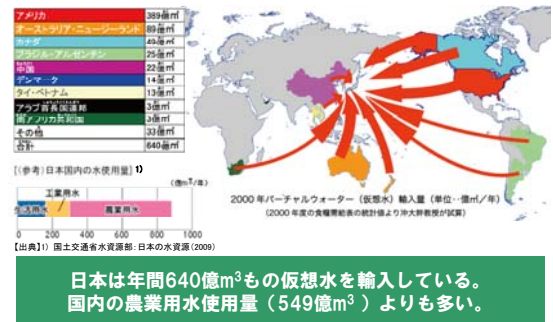 アメリカ 389億㎥
オーストラリア・ニュージーランド 89億㎥
カナダ 49億㎥
ブラジル・アルゼンチン 25億㎥
中国 22億㎥
デンマーク 14億㎥
タイ・ベトナム 13億㎥
アラブ首長国連邦 3億㎥
南アフリカ共和国 3億㎥
その他 33億㎥
合計 640億㎥
[(参考)日本国内の水使用量] 1)
(億㎥/年)
工業用水
生活用水 農業用水
0 200 400 600 800 1000
【出典】1) 国土交通省水資源部:日本の水資源(2009)
2000年バーチャルウォーター(仮想水)輸入量(単位・・億㎥/年)
(2000年度の食糧需給表の統計値より沖大幹教授が試算)
日本は年間640億m³もの仮想水を輸入している。
国内の農業用水使用量(549億m³ )よりも多い。